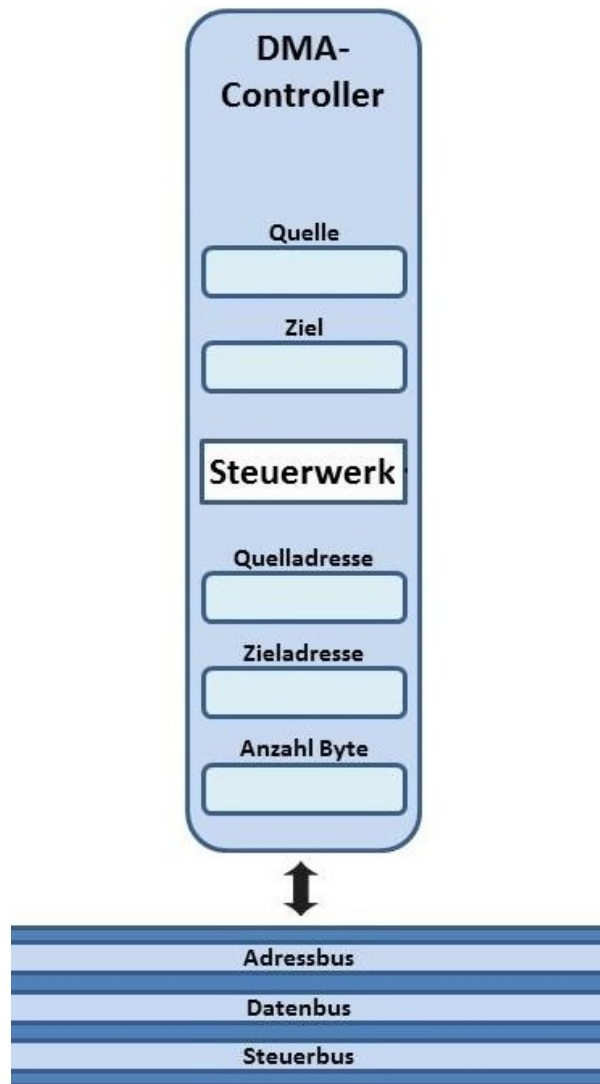 DMA-
Controller
Quelle
Ziel
Steuerwerk
Quelladresse
Zieladresse
Anzahl Byte
Adressbus
Datenbus
Steuerbus